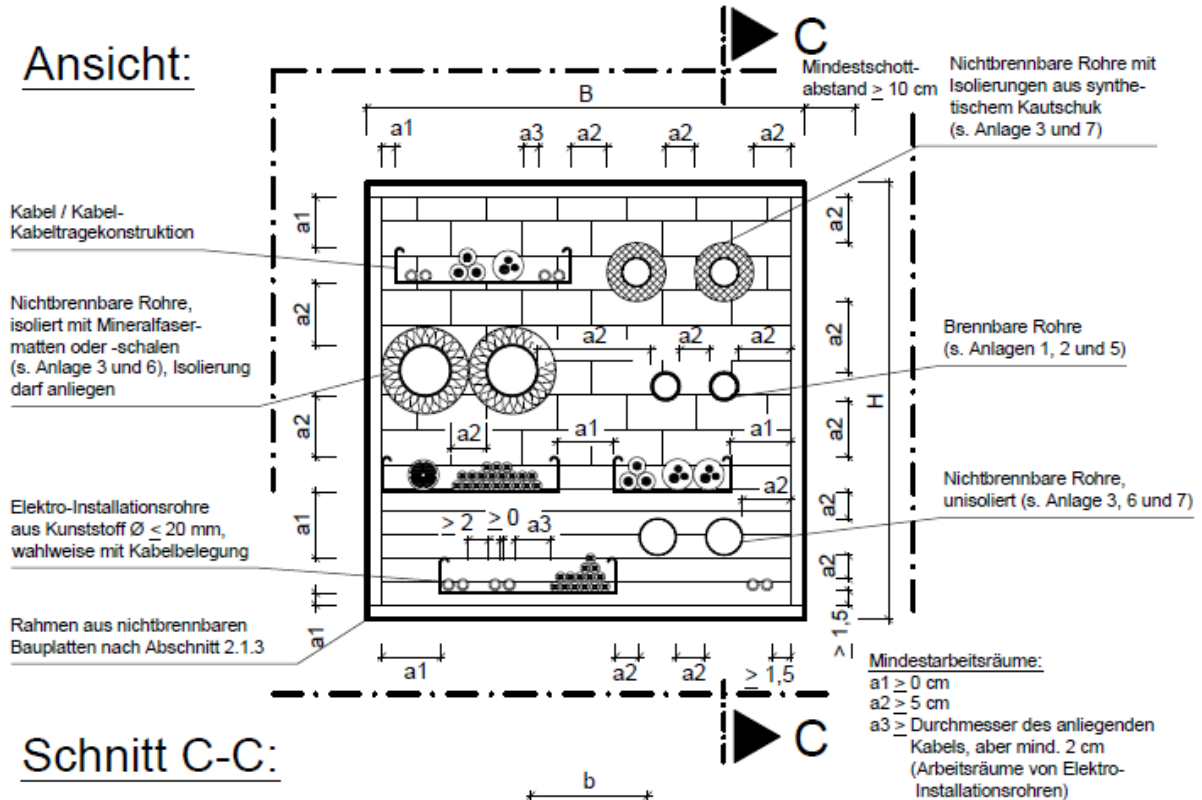 Ansicht:
C
Mindestschott-
abstand ≥ 10 cm
Nichtbrennbare Rohre mit
Isolierungen aus synthe-
tischem Kautschuk
(s. Anlage 3 und 7)
B
a1
a3
a2
a2
a2
Kabel / Kabel-
Kabeltragekonstruktion
a1
a2
Nichtbrennbare Rohre,
isoliert mit Mineralfaser-
matten oder -schalen
(s. Anlage 3 und 6), Isolierung
darf anliegen
a2
a2
a2
a2
a2
Brennbare Rohre
(s. Anlagen 1, 2 und 5)
H
a2
a2
a2
a1
a1
Nichtbrennbare Rohre,
unisoliert (s. Anlage 3, 6 und 7)
a2
a2
Elektro-Installationsrohre
aus Kunststoff Ø ≤ 20 mm,
wahlweise mit Kabelbelegung
a1
≥ 2
≥ 0
a3
a2
Rahmen aus nichtbrennbaren
Bauplatten nach Abschnitt 2.1.3
a1
≥ 1,5
a1
a2
a2
≥ 1,5
Mindestarbeitsräume:
a1 ≥ 0 cm
a2 ≥ 5 cm
a3 ≥ Durchmesser des anliegenden
Kabels, aber mind. 2 cm
(Arbeitsräume von Elektro-
Installationsrohren)
C
Schnitt C-C:
b